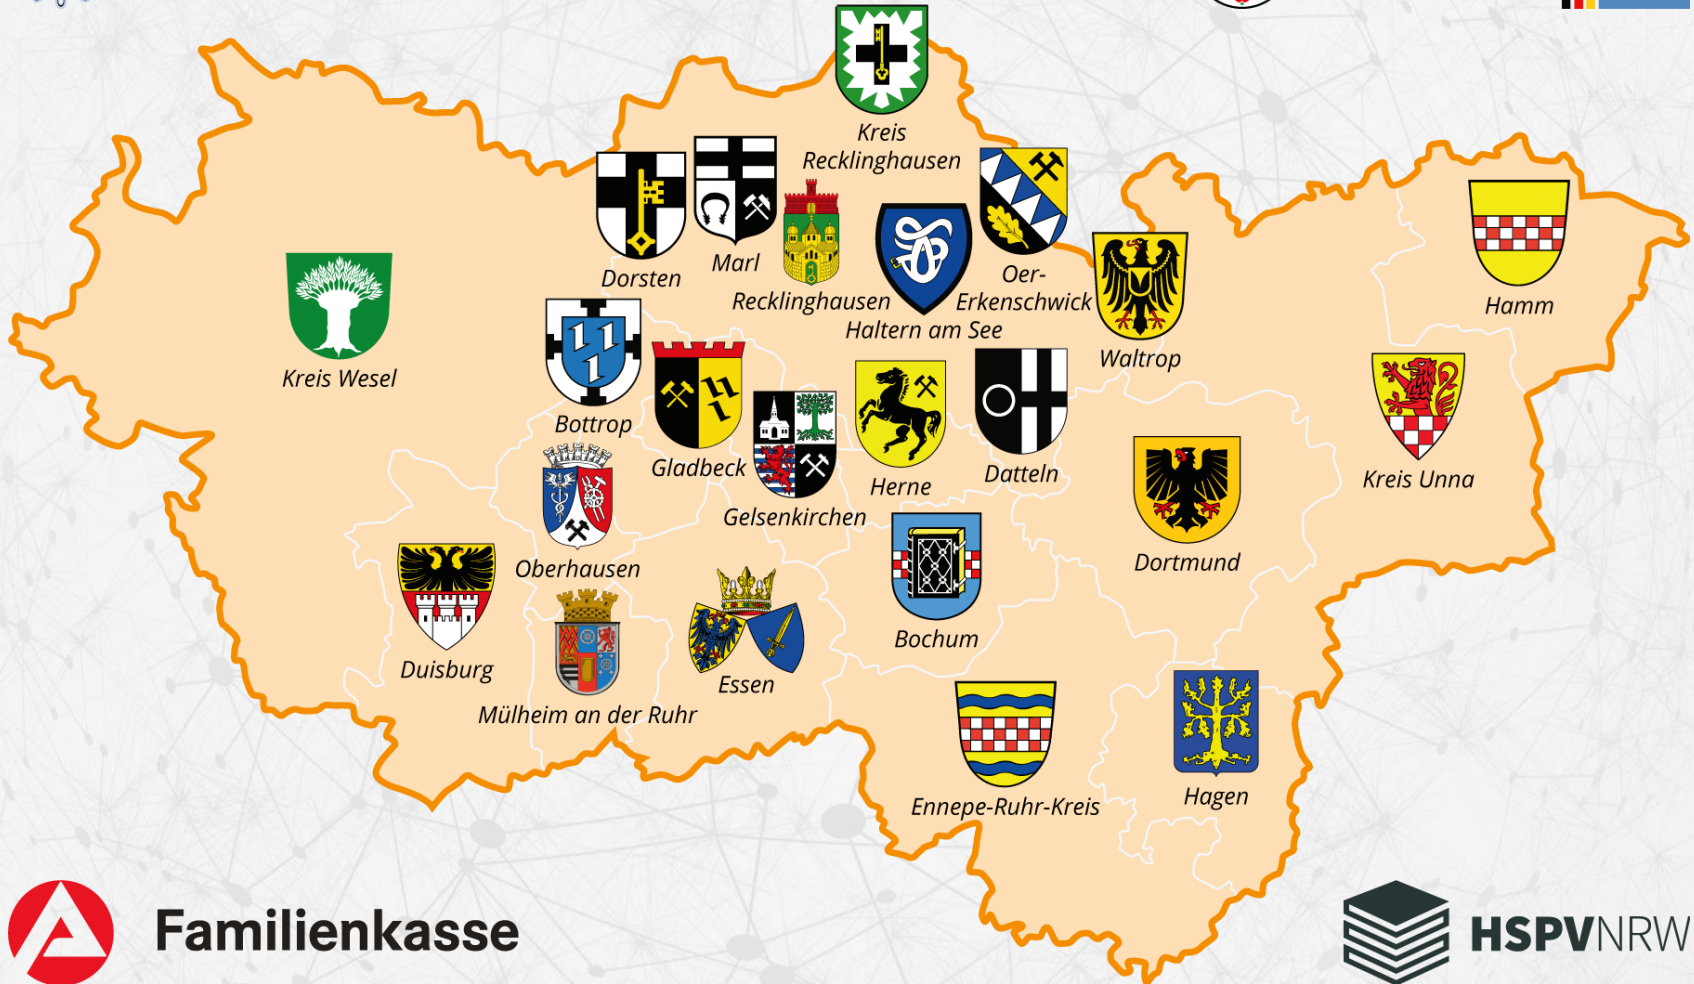 Kreis
Recklinghausen
Dorsten
Marl
Recklinghausen
Oer-
Erkenschwick
Haltern am See
Waltrop
Hamm
Kreis Wesel
Bottrop
Gladbeck
Gelsenkirchen
Herne
Datteln
Kreis Unna
Oberhausen
Dortmund
Duisburg
Mülheim an der Ruhr
Essen
Bochum
Ennepe-Ruhr-Kreis
Hagen
Familienkasse
HSPVNRW